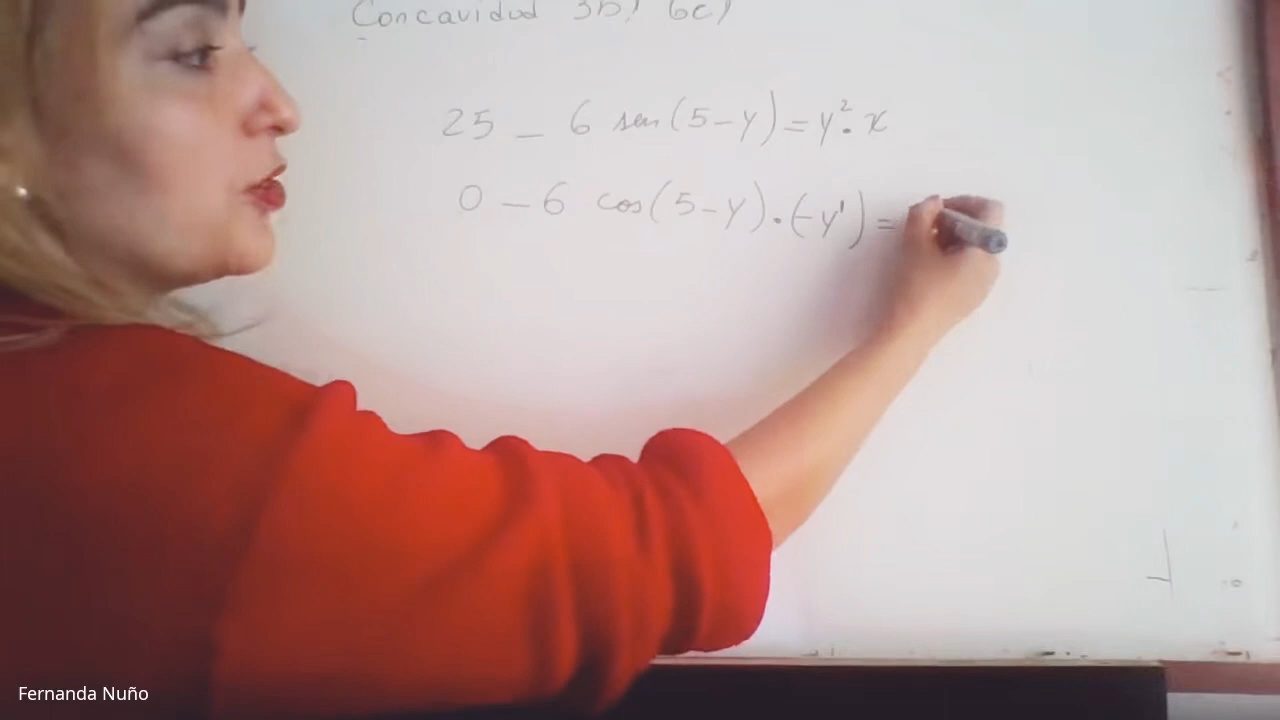 Concavidad 3b) 6c)
25 - 6 sen(5-y) = y²·x
0 - 6 cos(5-y)·(-y') =
Fernanda Nuño